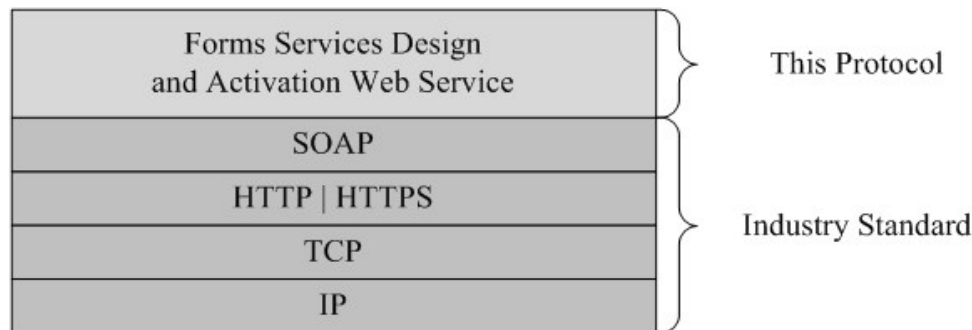 Forms Services Design
and Activation Web Service
This Protocol
SOAP
HTTP | HTTPS
TCP
IP
Industry Standard